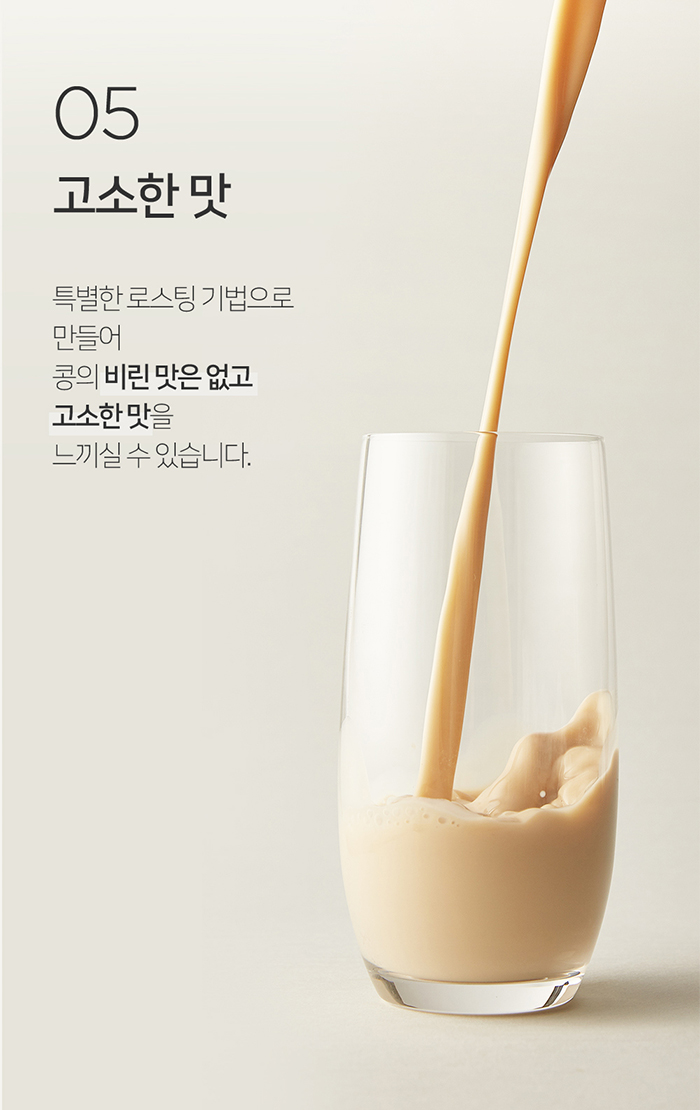 05
고소한 맛
특별한 로스팅 기법으로
만들어
콩의 비린 맛은 없고
고소한 맛을
느끼실 수 있습니다.